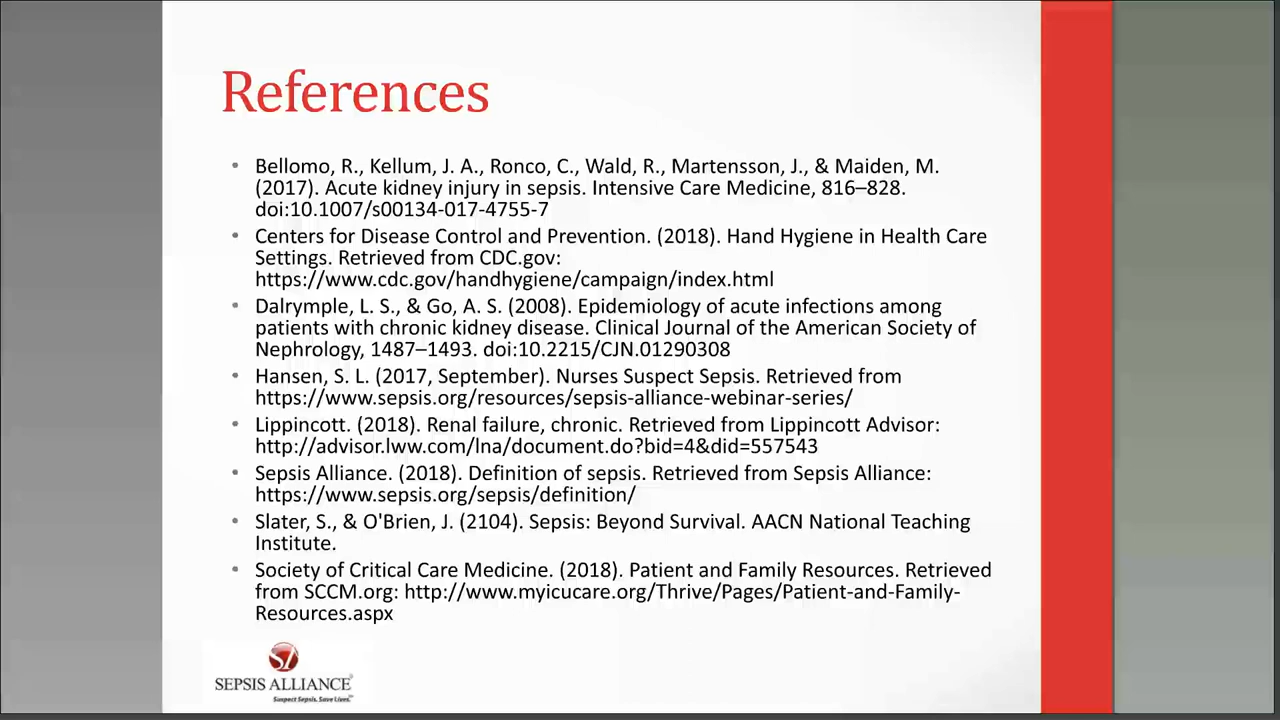 References
Bellomo, R., Kellum, J. A., Ronco, C., Wald, R., Martensson, J., & Maiden, M.
(2017). Acute kidney injury in sepsis. Intensive Care Medicine, 816–828.
doi:10.1007/s00134-017-4755-7
Centers for Disease Control and Prevention. (2018). Hand Hygiene in Health Care
Settings. Retrieved from CDC.gov:
https://www.cdc.gov/handhygiene/campaign/index.html
Dalrymple, L. S., & Go, A. S. (2008). Epidemiology of acute infections among
patients with chronic kidney disease. Clinical Journal of the American Society of
Nephrology, 1487–1493. doi:10.2215/CJN.01290308
Hansen, S. L. (2017, September). Nurses Suspect Sepsis. Retrieved from
https://www.sepsis.org/resources/sepsis-alliance-webinar-series/
Lippincott. (2018). Renal failure, chronic. Retrieved from Lippincott Advisor:
http://advisor.lww.com/lna/document.do?bid=4&did=557543
Sepsis Alliance. (2018). Definition of sepsis. Retrieved from Sepsis Alliance:
https://www.sepsis.org/sepsis/definition/
Slater, S., & O'Brien, J. (2104). Sepsis: Beyond Survival. AACN National Teaching
Institute.
Society of Critical Care Medicine. (2018). Patient and Family Resources. Retrieved
from SCCM.org: http://www.myicucare.org/Thrive/Pages/Patient-and-Family-
Resources.aspx
SEPSIS ALLIANCE
Suspect Sepsis. Save Lives.